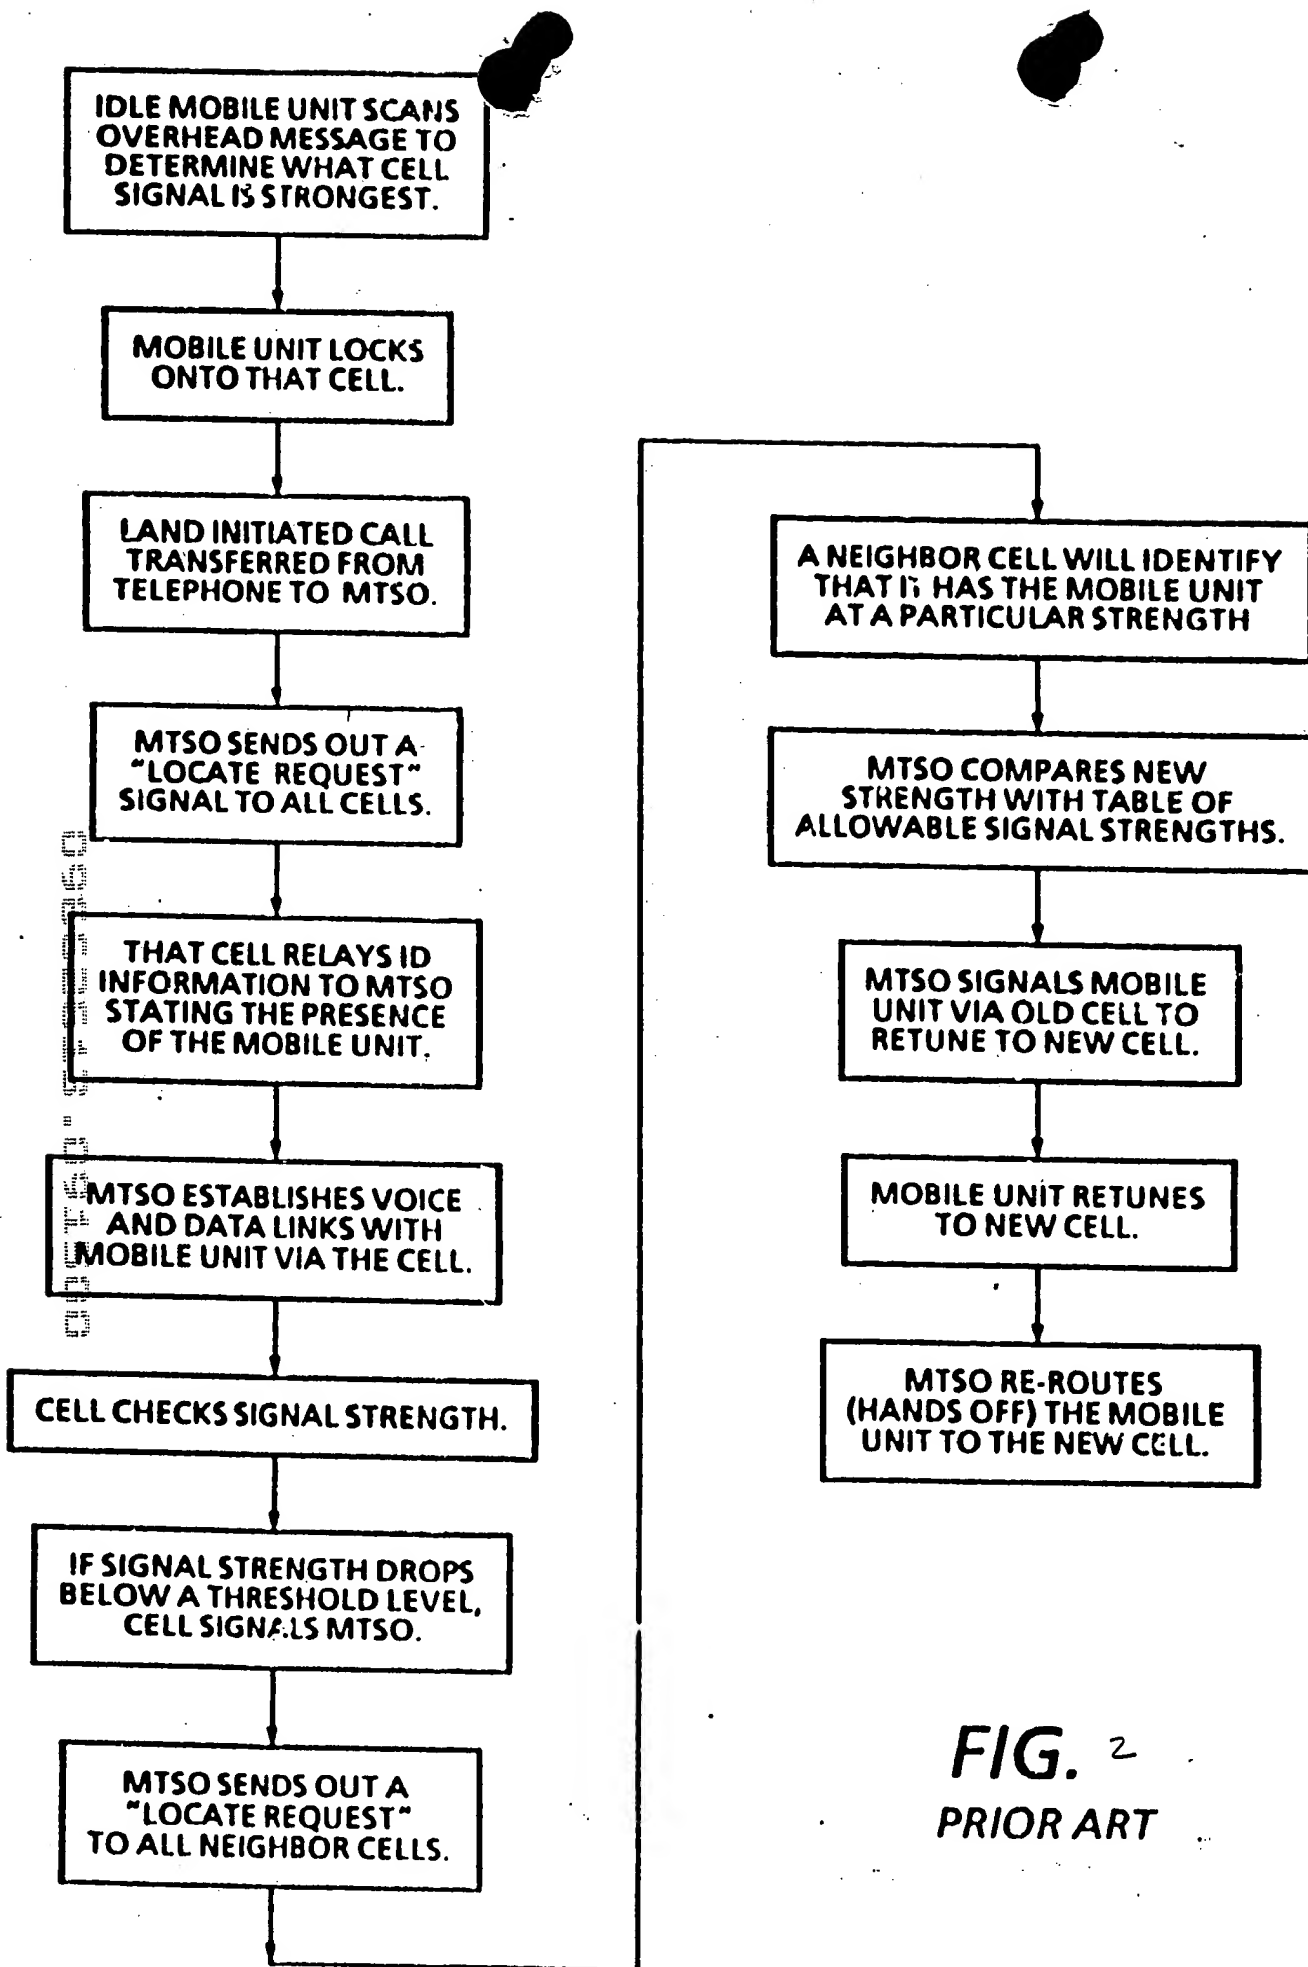 IDLE MOBILE UNIT SCANS
OVERHEAD MESSAGE TO
DETERMINE WHAT CELL
SIGNAL IS STRONGEST.
MOBILE UNIT LOCKS
ONTO THAT CELL.
LAND INITIATED CALL
TRANSFERRED FROM
TELEPHONE TO MTSO.
MTSO SENDS OUT A
"LOCATE REQUEST"
SIGNAL TO ALL CELLS.
THAT CELL RELAYS ID
INFORMATION TO MTSO
STATING THE PRESENCE
OF THE MOBILE UNIT.
MTSO ESTABLISHES VOICE
AND DATA LINKS WITH
MOBILE UNIT VIA THE CELL.
CELL CHECKS SIGNAL STRENGTH.
IF SIGNAL STRENGTH DROPS
BELOW A THRESHOLD LEVEL,
CELL SIGNALS MTSO.
MTSO SENDS OUT A
"LOCATE REQUEST"
TO ALL NEIGHBOR CELLS.
A NEIGHBOR CELL WILL IDENTIFY
THAT IT HAS THE MOBILE UNIT
AT A PARTICULAR STRENGTH
MTSO COMPARES NEW
STRENGTH WITH TABLE OF
ALLOWABLE SIGNAL STRENGTHS.
MTSO SIGNALS MOBILE
UNIT VIA OLD CELL TO
RETUNE TO NEW CELL.
MOBILE UNIT RETUNES
TO NEW CELL.
MTSO RE-ROUTES
(HANDS OFF) THE MOBILE
UNIT TO THE NEW CELL.
FIG. 2
PRIOR ART